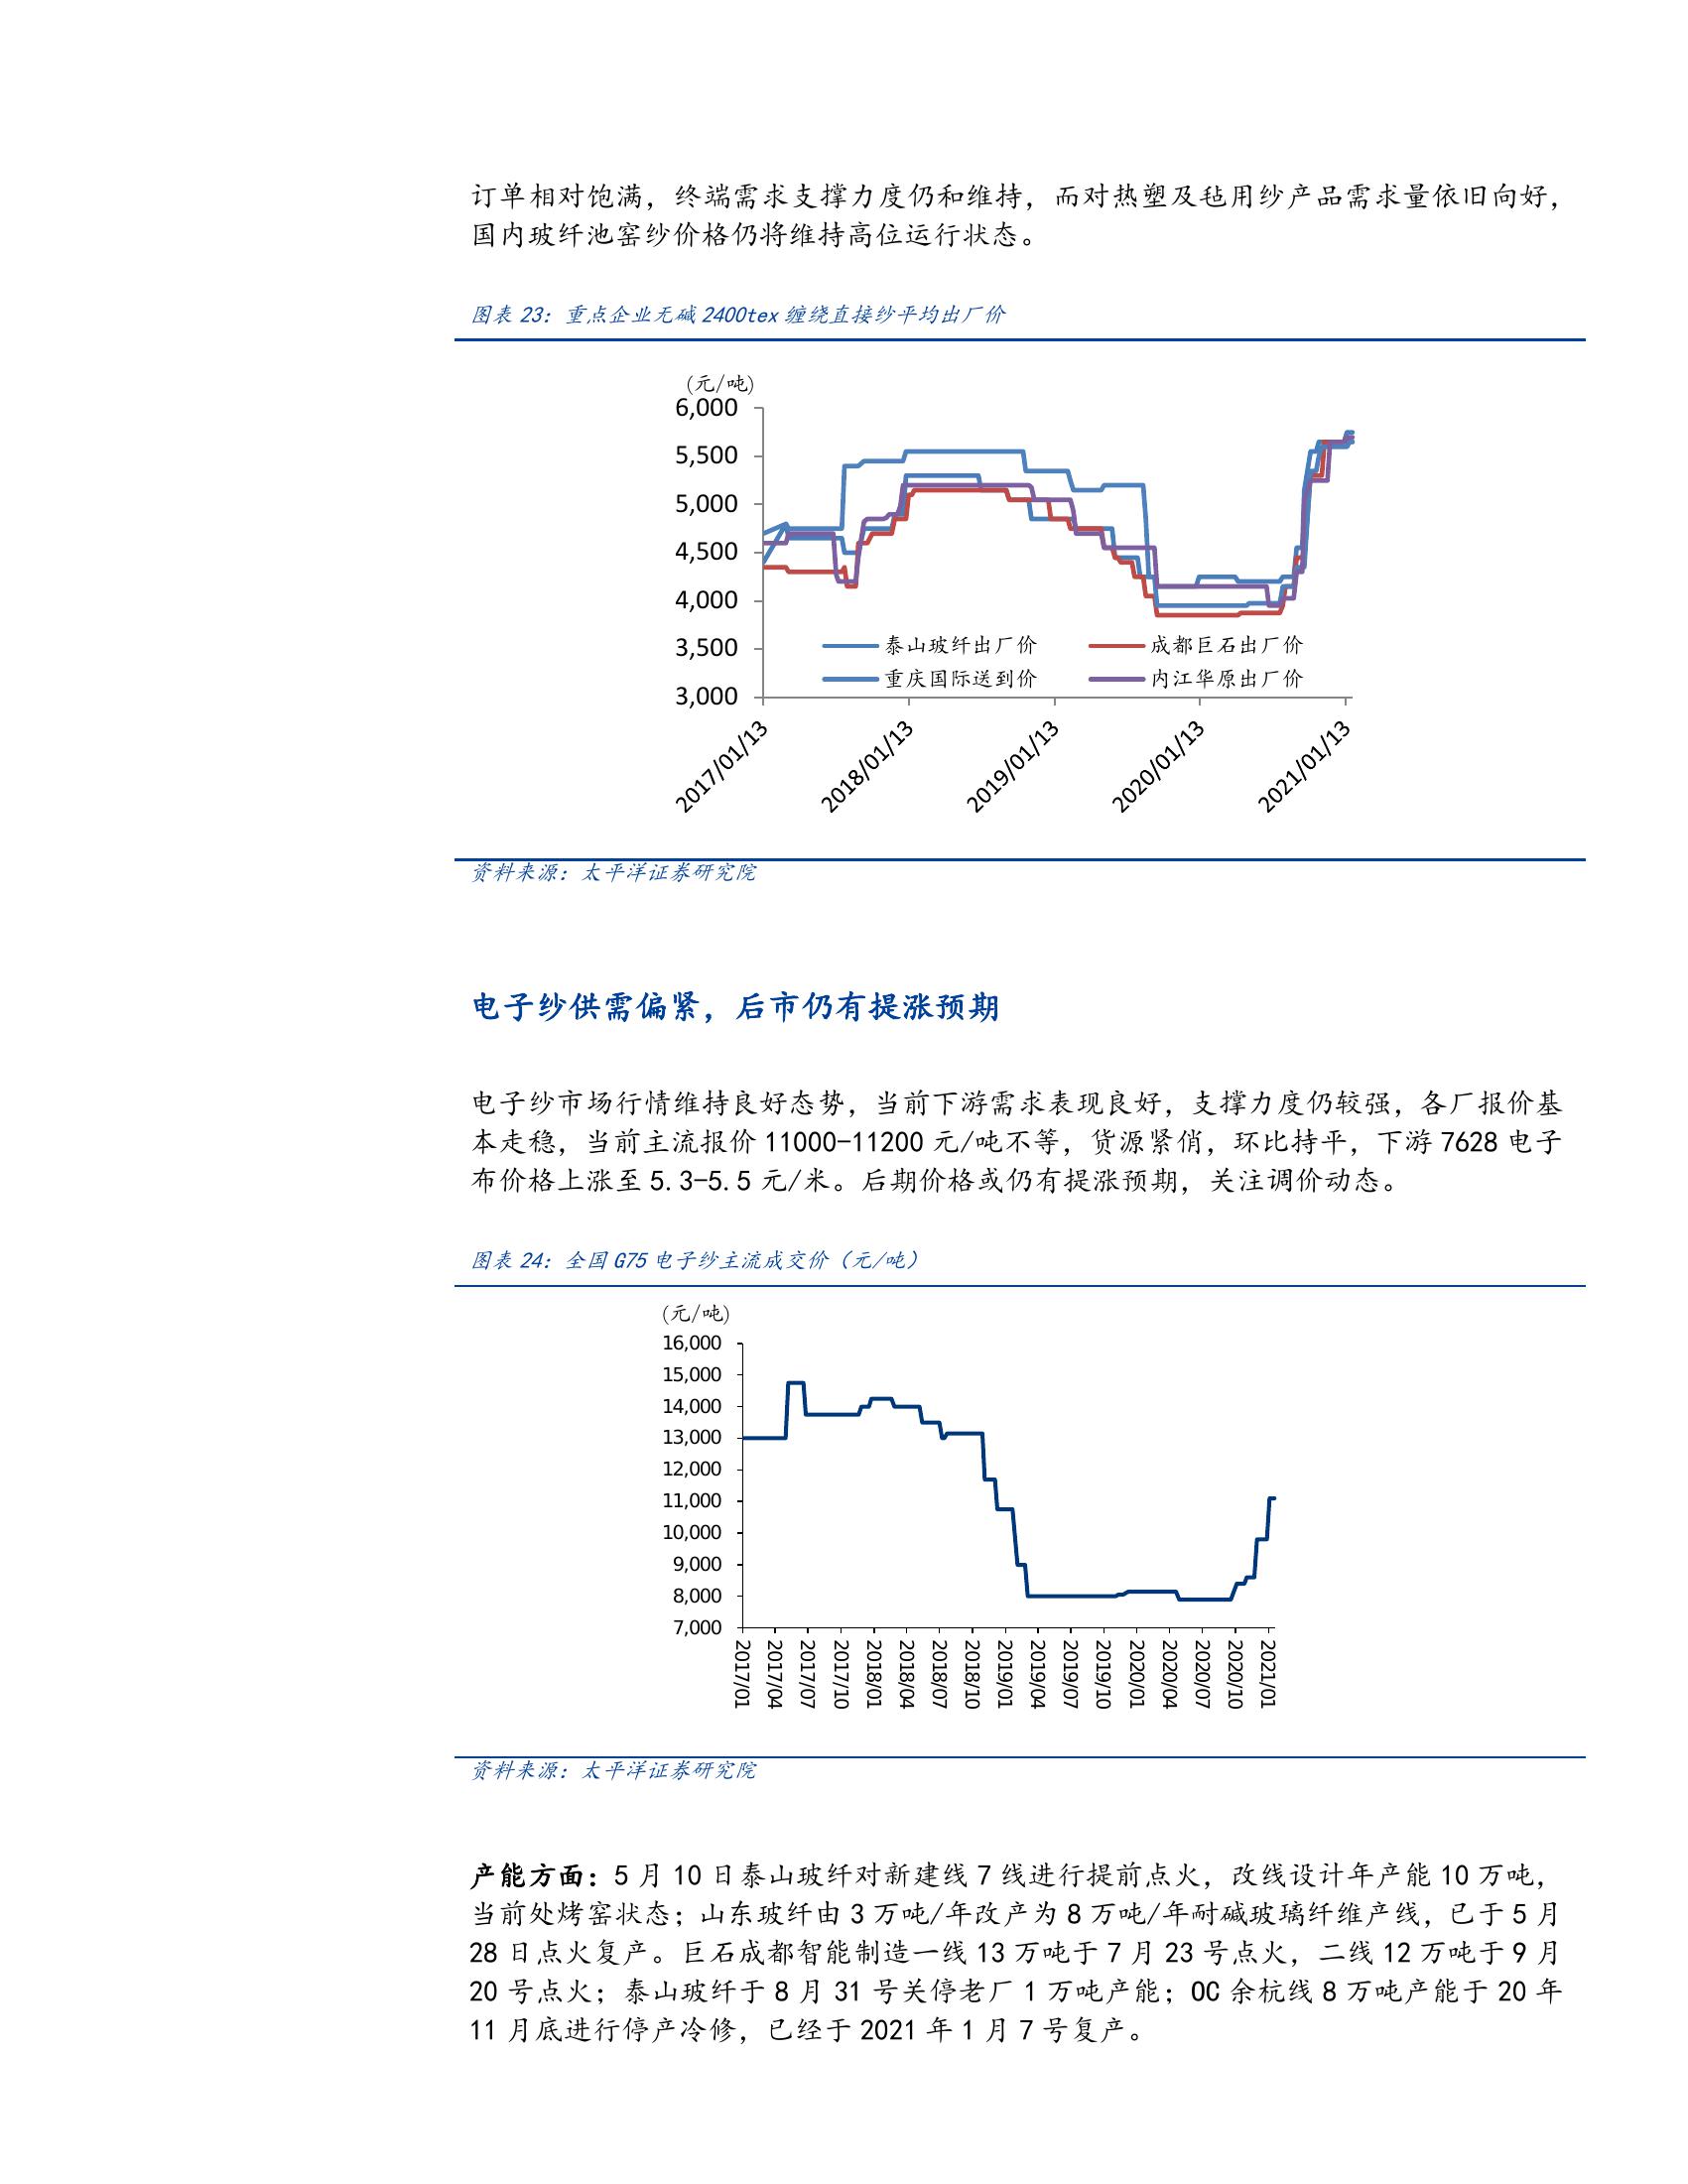 订单相对饱满，终端需求支撑力度仍和维持，而对热塑及毡用纱产品需求量依旧向好，
国内玻纤池窑纱价格仍将维持高位运行状态。
图表 23：重点企业无碱 2400tex 缠绕直接纱平均出厂价
(元/吨)
6,000
5,500
5,000
4,500
4,000
3,500
3,000
泰山玻纤出厂价
成都巨石出厂价
重庆国际送到价
内江华原出厂价
2017/01/13
2018/01/13
2019/01/13
2020/01/13
2021/01/13
资料来源：太平洋证券研究院
电子纱供需偏紧，后市仍有提涨预期
电子纱市场行情维持良好态势，当前下游需求表现良好，支撑力度仍较强，各厂报价基
本走稳，当前主流报价 11000-11200 元/吨不等，货源紧俏，环比持平，下游 7628 电子
布价格上涨至 5.3-5.5 元/米。后期价格或仍有提涨预期，关注调价动态。
图表 24：全国 G75 电子纱主流成交价（元/吨）
(元/吨)
16,000
15,000
14,000
13,000
12,000
11,000
10,000
9,000
8,000
7,000
2017/01
2017/04
2017/07
2017/10
2018/01
2018/04
2018/07
2018/10
2019/01
2019/04
2019/07
2019/10
2020/01
2020/04
2020/07
2020/10
2021/01
资料来源：太平洋证券研究院
产能方面：5 月 10 日泰山玻纤对新建线 7 线进行提前点火，改线设计年产能 10 万吨，
当前处烤窑状态；山东玻纤由 3 万吨/年改产为 8 万吨/年耐碱玻璃纤维产线，已于 5 月
28 日点火复产。巨石成都智能制造一线 13 万吨于 7 月 23 号点火，二线 12 万吨于 9 月
20 号点火；泰山玻纤于 8 月 31 号关停老厂 1 万吨产能；OC 余杭线 8 万吨产能于 20 年
11 月底进行停产冷修，已经于 2021 年 1 月 7 号复产。